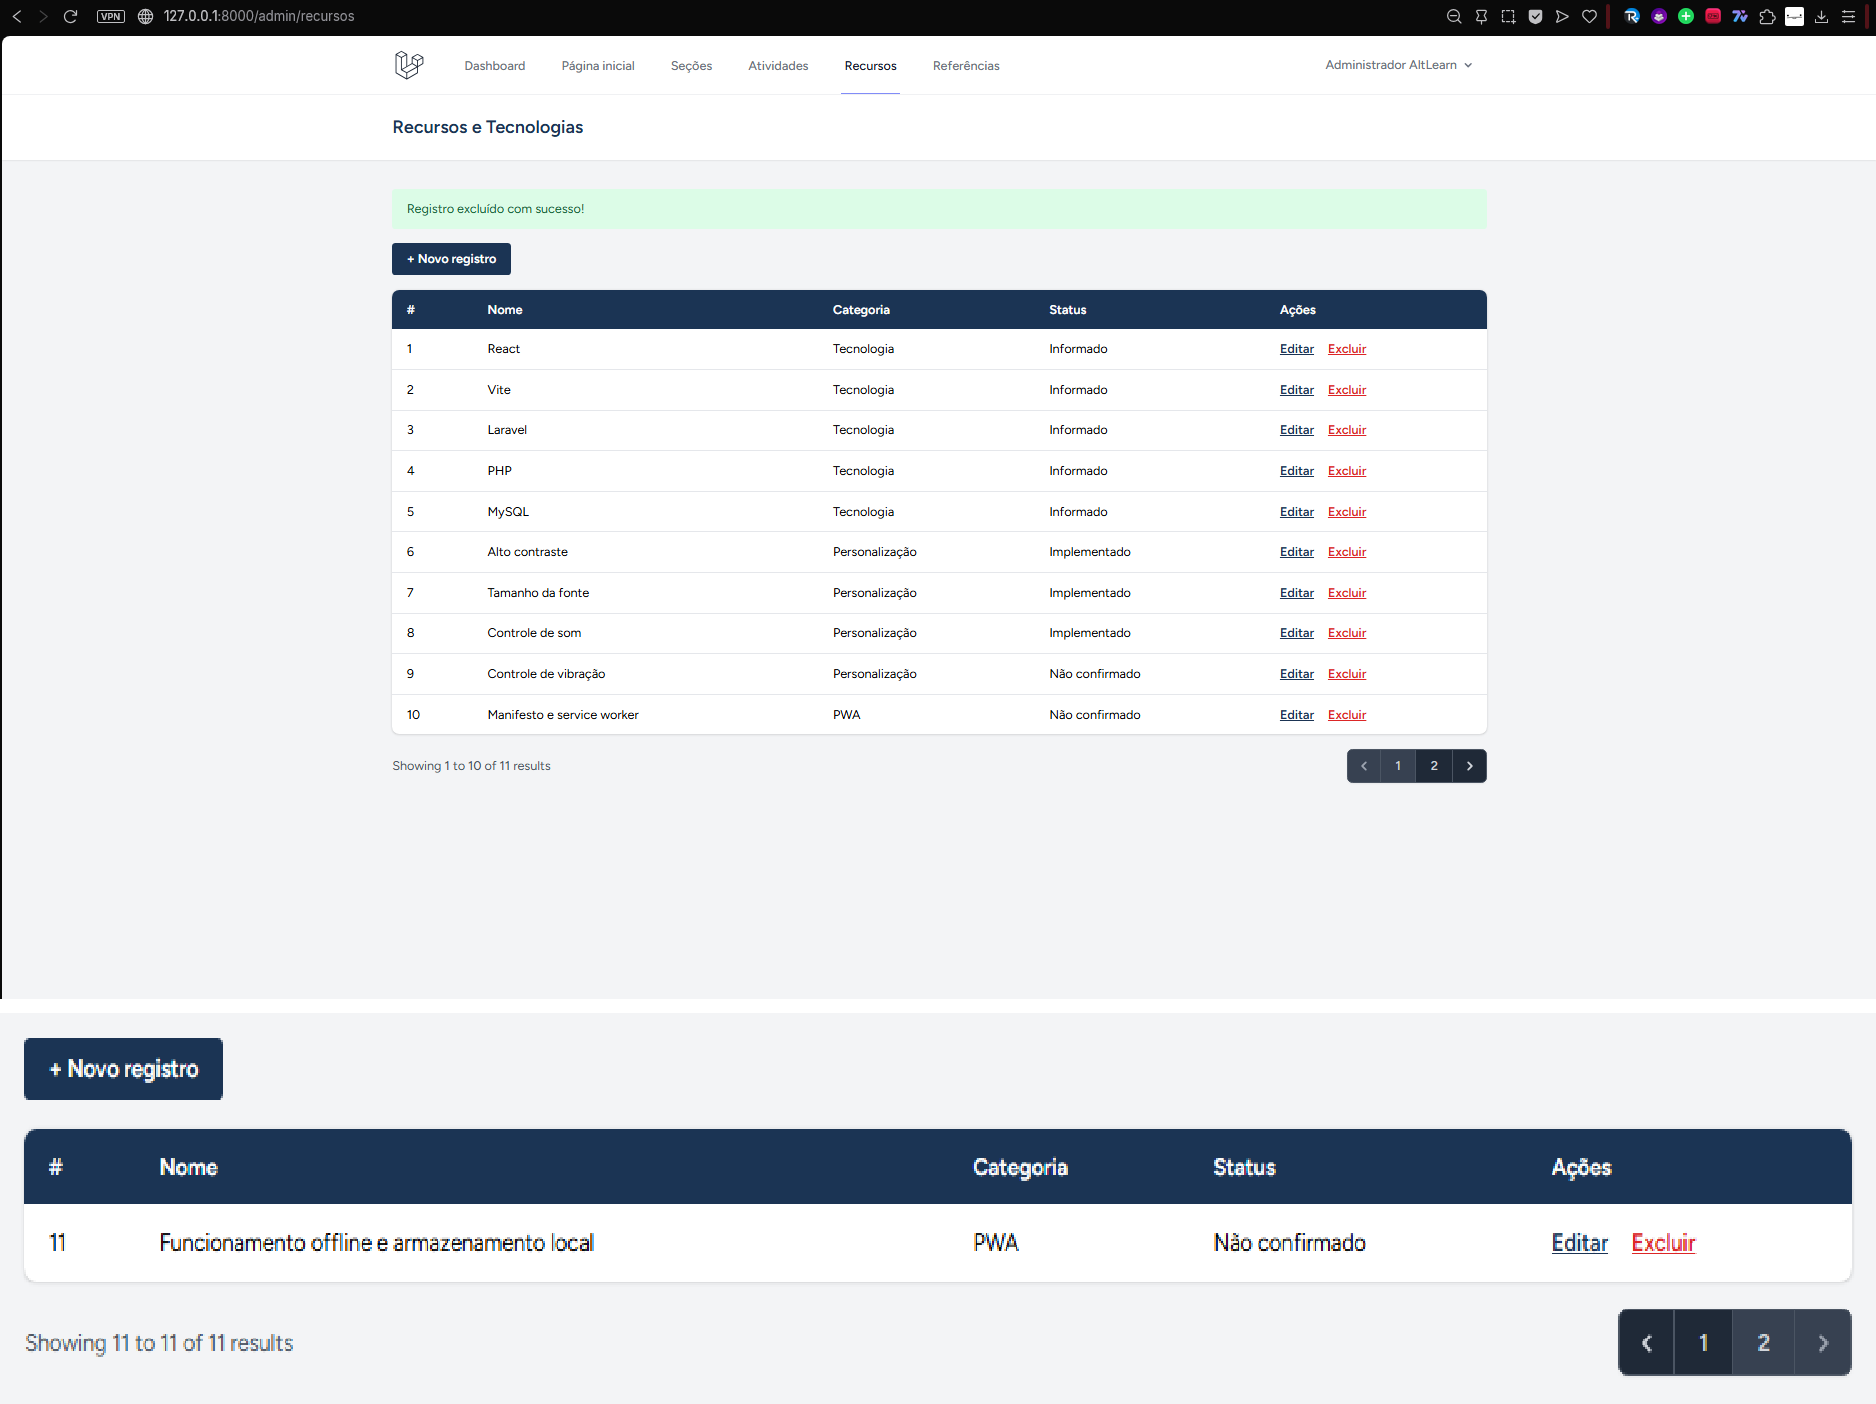 VPN 127.0.0.1:8000/admin/recursos
Dashboard Página inicial Seções Atividades Recursos Referências Administrador AltLearn
Recursos e Tecnologias
Registro excluído com sucesso!
+ Novo registro
# Nome Categoria Status Ações
1 React Tecnologia Informado Editar Excluir
2 Vite Tecnologia Informado Editar Excluir
3 Laravel Tecnologia Informado Editar Excluir
4 PHP Tecnologia Informado Editar Excluir
5 MySQL Tecnologia Informado Editar Excluir
6 Alto contraste Personalização Implementado Editar Excluir
7 Tamanho da fonte Personalização Implementado Editar Excluir
8 Controle de som Personalização Implementado Editar Excluir
9 Controle de vibração Personalização Não confirmado Editar Excluir
10 Manifesto e service worker PWA Não confirmado Editar Excluir
Showing 1 to 10 of 11 results 1 2
+ Novo registro
# Nome Categoria Status Ações
11 Funcionamento offline e armazenamento local PWA Não confirmado Editar Excluir
Showing 11 to 11 of 11 results 1 2